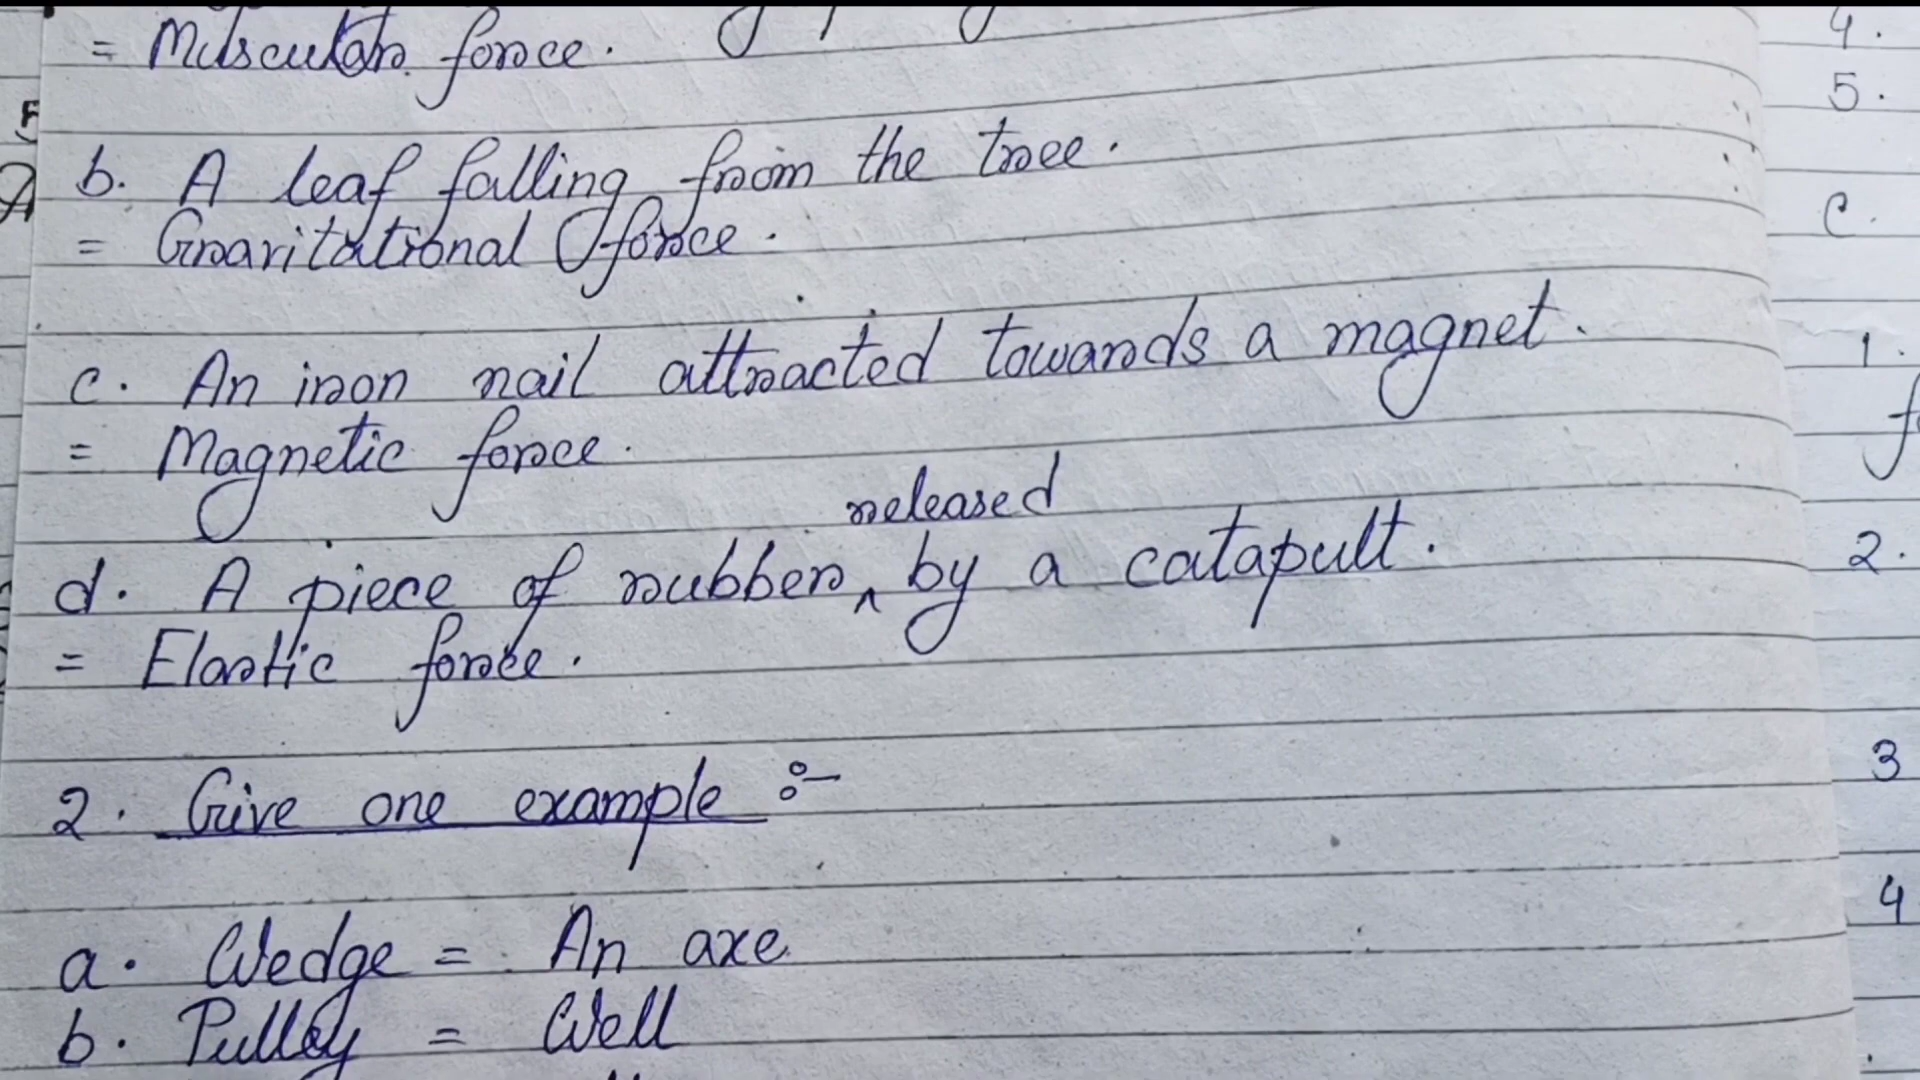 = Muscular force.
b. A leaf falling from the tree.
= Gravitational force.
c. An iron nail attracted towards a magnet.
= Magnetic force.
released
d. A piece of rubber ^ by a catapult.
= Elastic force.
2. Give one example :-
a. Wedge = An axe
b. Pulley = Well
4.
5.
C.
1.
2.
3
4